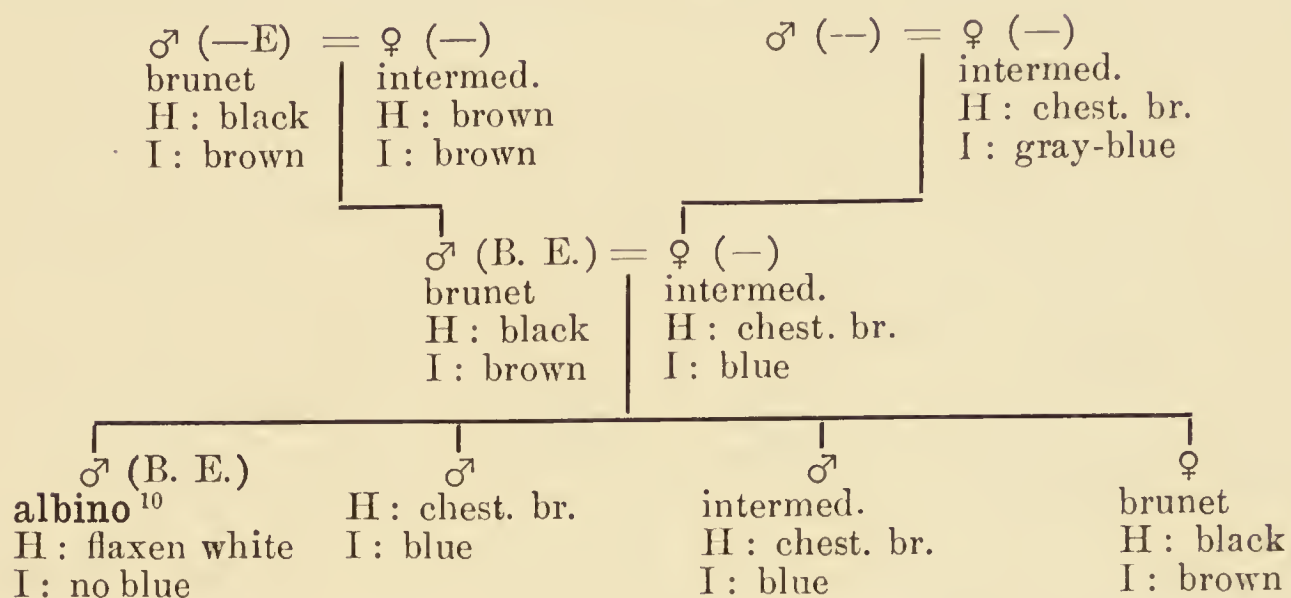 ♂ (—E) = ♀ (—) ♂ (--) = ♀ (—)
brunet intermed. intermed.
H: black H: brown H: chest. br.
I: brown I: brown I: gray-blue
♂ (B. E.) = ♀ (—)
brunet intermed.
H: black H: chest. br.
I: brown I: blue
♂ (B. E.) ♂ ♂ ♀
albino 10 H: chest. br. intermed. brunet
H: flaxen white I: blue H: chest. br. H: black
I: no blue I: blue I: brown